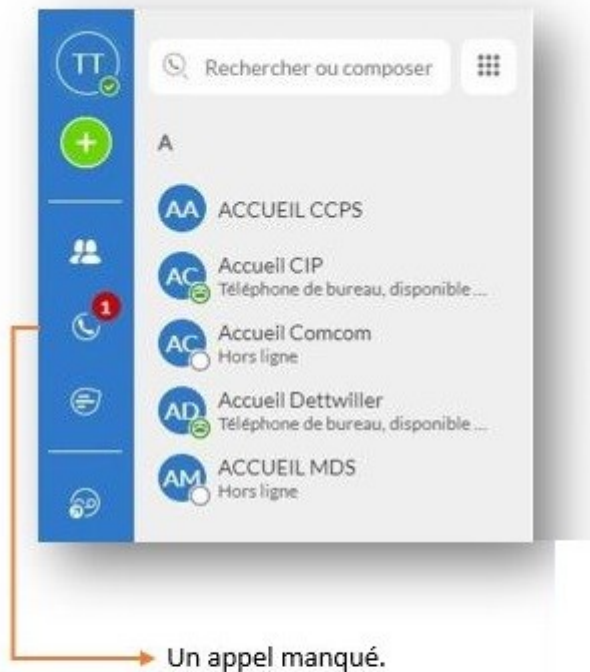 TT
Rechercher ou composer
A
AA ACCUEIL CCPS
AC Accueil CIP
Téléphone de bureau, disponible ...
1
AC Accueil Comcom
Hors ligne
AD Accueil Dettwiller
Téléphone de bureau, disponible ...
AM ACCUEIL MDS
Hors ligne
Un appel manqué.